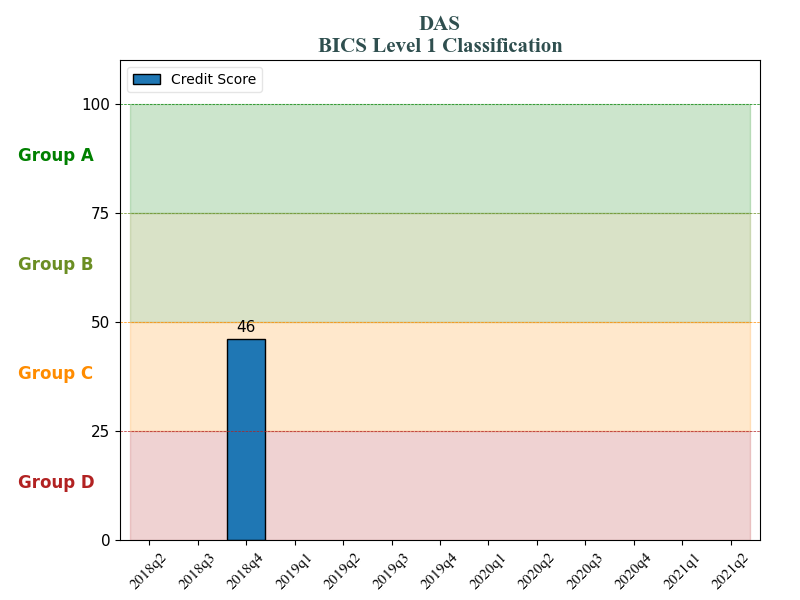 DAS
BICS Level 1 Classification
Credit Score
100
Group A
75
Group B
50
46
Group C
25
Group D
0
2018q2 2018q3 2018q4 2019q1 2019q2 2019q3 2019q4 2020q1 2020q2 2020q3 2020q4 2021q1 2021q2